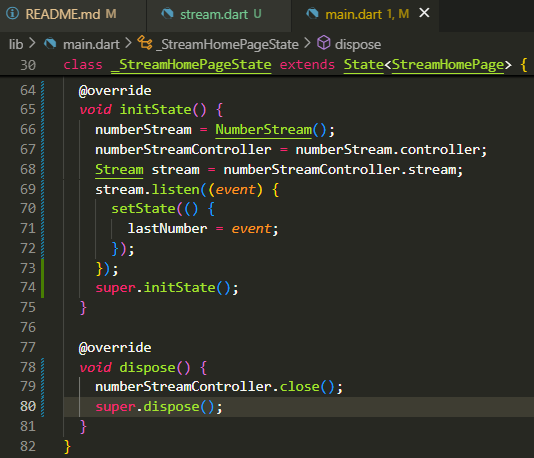 README.md M stream.dart U main.dart 1, M
lib > main.dart > _StreamHomePageState > dispose
30 class _StreamHomePageState extends State<StreamHomePage> {
64 @override
65 void initState() {
66 numberStream = NumberStream();
67 numberStreamController = numberStream.controller;
68 Stream stream = numberStreamController.stream;
69 stream.listen((event) {
70 setState(() {
71 lastNumber = event;
72 });
73 });
74 super.initState();
75 }
76
77 @override
78 void dispose() {
79 numberStreamController.close();
80 super.dispose();
81 }
82 }